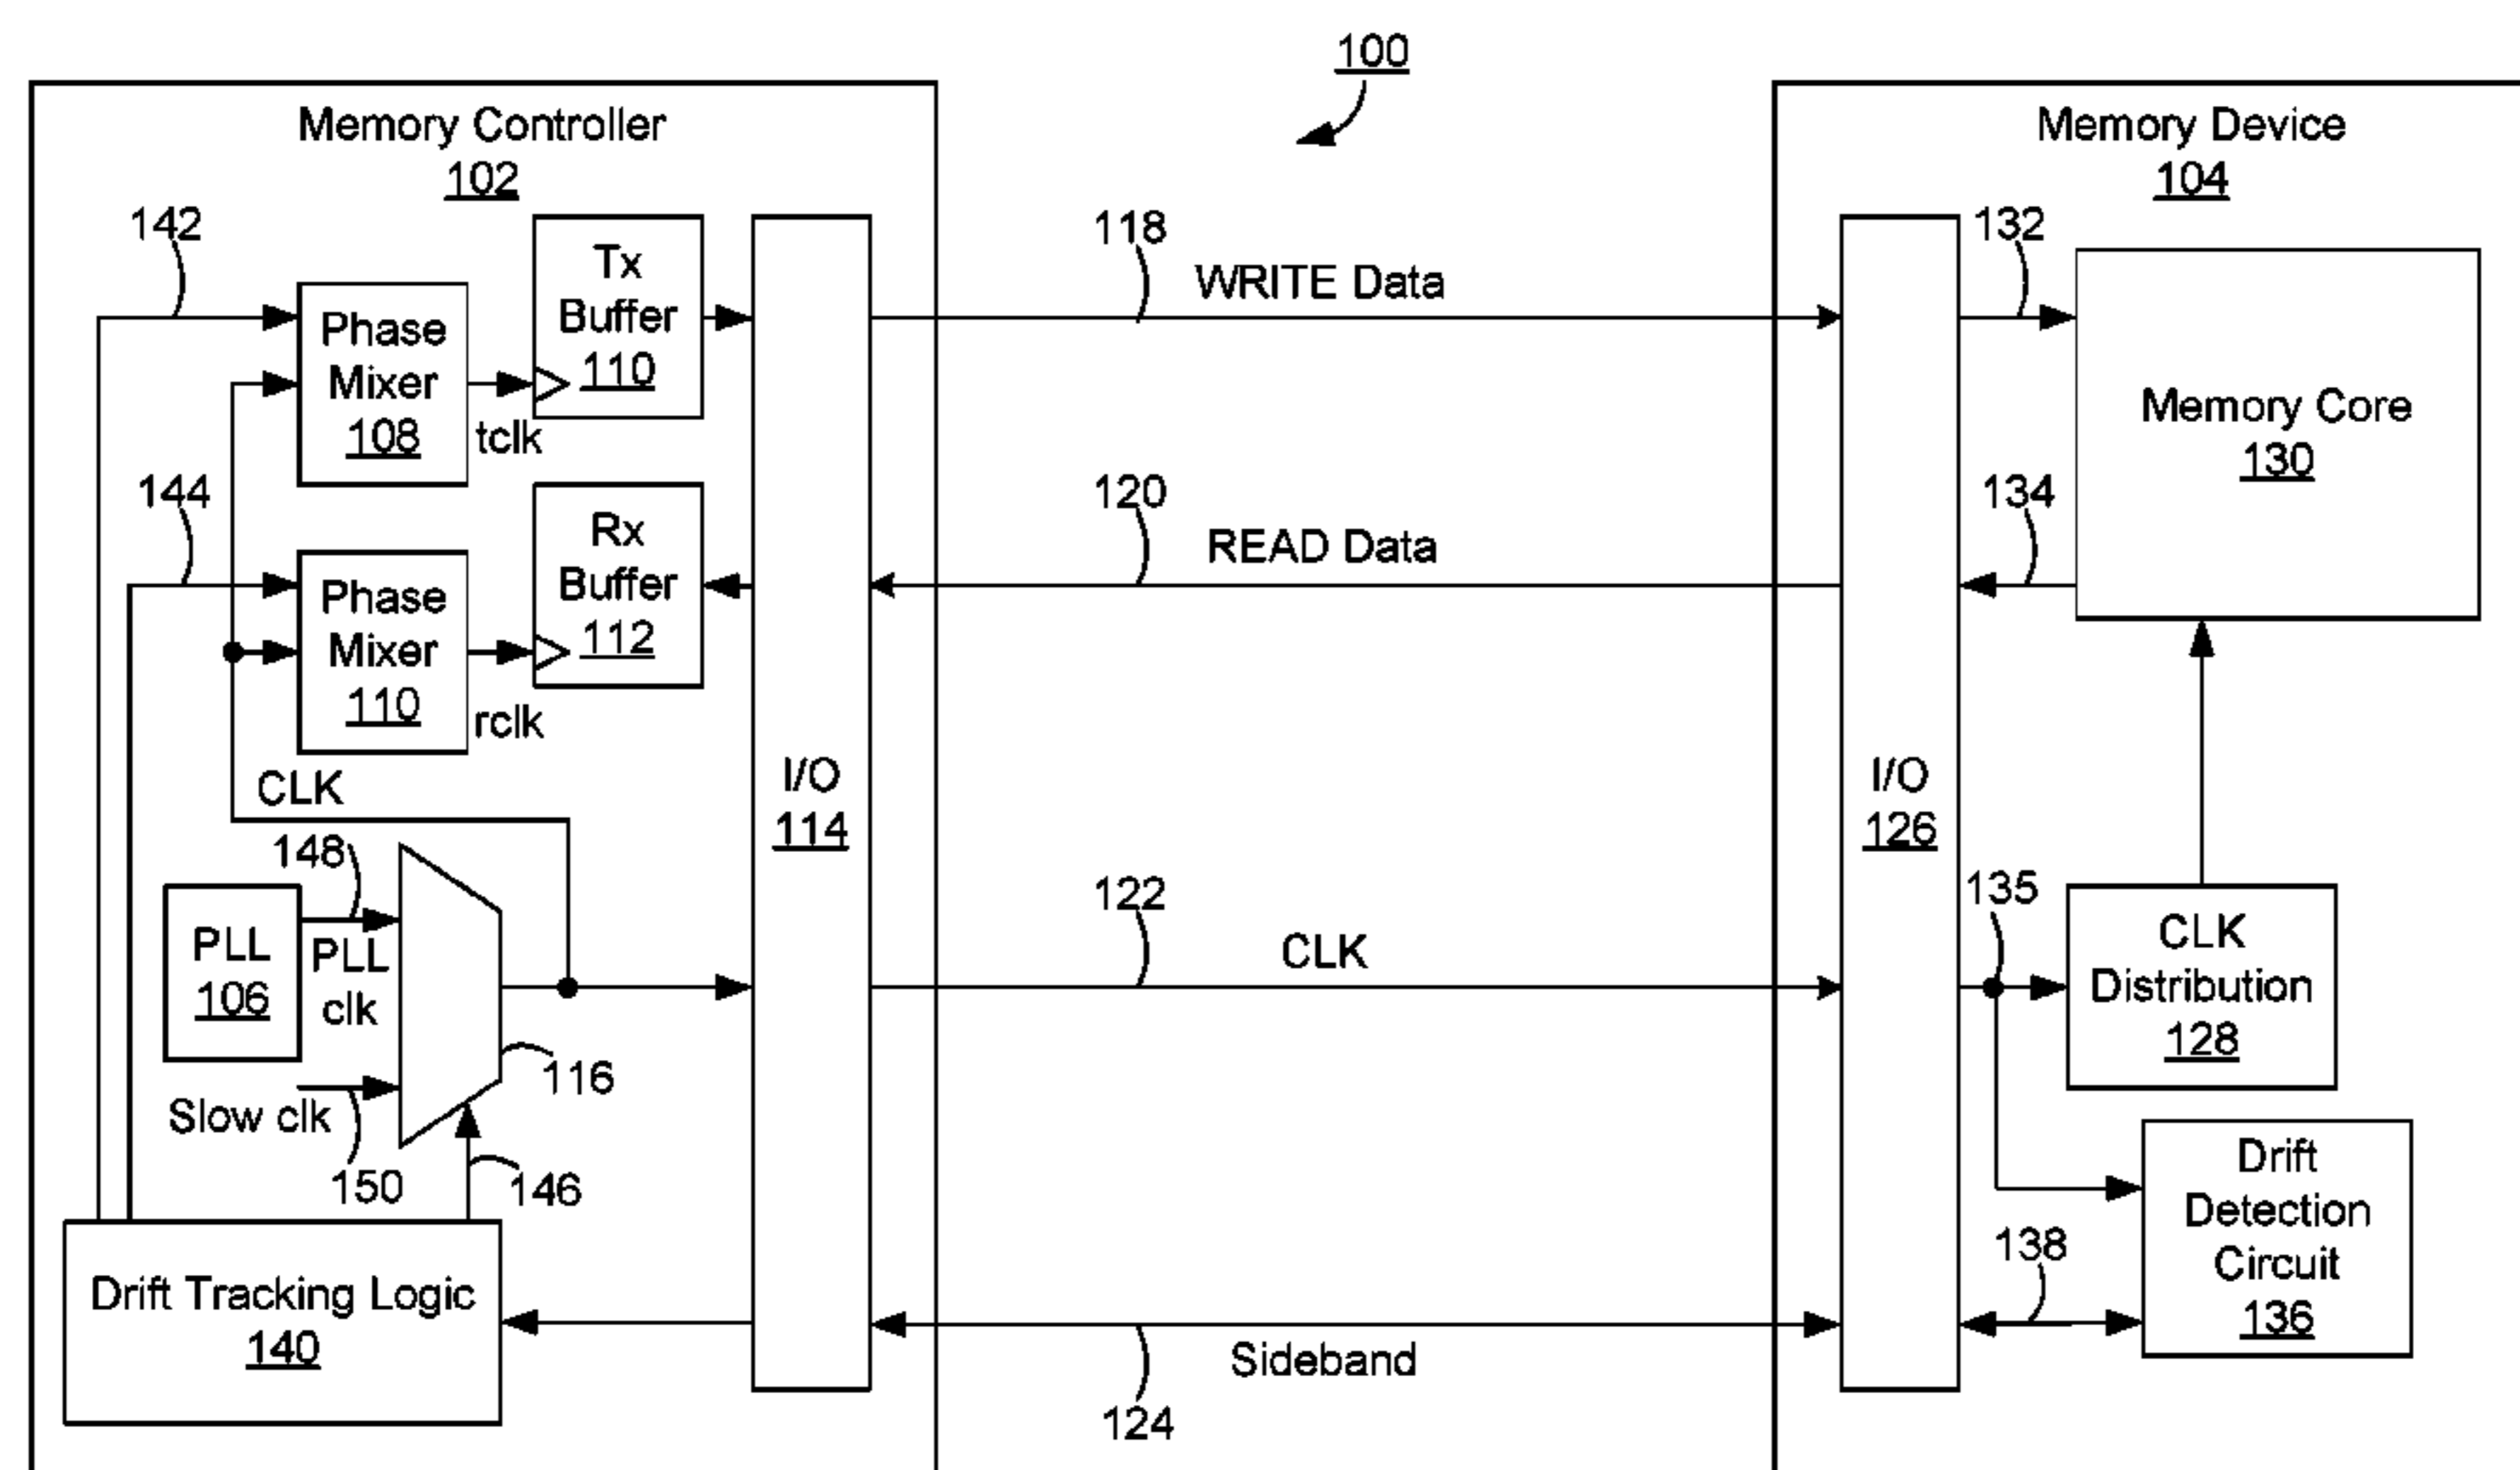 100
Memory Controller
102
Memory Device
104
142
Tx
Buffer
110
Phase
Mixer
108
tclk
118
WRITE Data
132
Memory Core
130
144
Rx
Buffer
112
Phase
Mixer
110
rclk
120
READ Data
134
CLK
I/O
114
I/O
126
148
PLL
106
PLL
clk
122
CLK
135
CLK
Distribution
128
116
Slow clk
150
146
Drift
Detection
Circuit
136
138
Drift Tracking Logic
140
Sideband
124